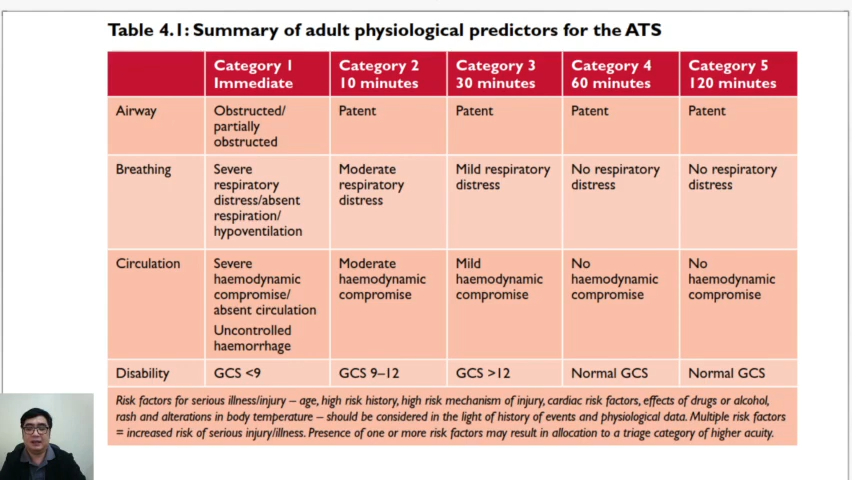 Table 4.1: Summary of adult physiological predictors for the ATS
Category 1
Immediate
Category 2
10 minutes
Category 3
30 minutes
Category 4
60 minutes
Category 5
120 minutes
Airway
Obstructed/
partially
obstructed
Patent
Patent
Patent
Patent
Breathing
Severe
respiratory
distress/absent
respiration/
hypoventilation
Moderate
respiratory
distress
Mild respiratory
distress
No respiratory
distress
No respiratory
distress
Circulation
Severe
haemodynamic
compromise/
absent circulation
Uncontrolled
haemorrhage
Moderate
haemodynamic
compromise
Mild
haemodynamic
compromise
No
haemodynamic
compromise
No
haemodynamic
compromise
Disability
GCS <9
GCS 9–12
GCS >12
Normal GCS
Normal GCS
Risk factors for serious illness/injury – age, high risk history, high risk mechanism of injury, cardiac risk factors, effects of drugs or alcohol,
rash and alterations in body temperature – should be considered in the light of history of events and physiological data. Multiple risk factors
= increased risk of serious injury/illness. Presence of one or more risk factors may result in allocation to a triage category of higher acuity.